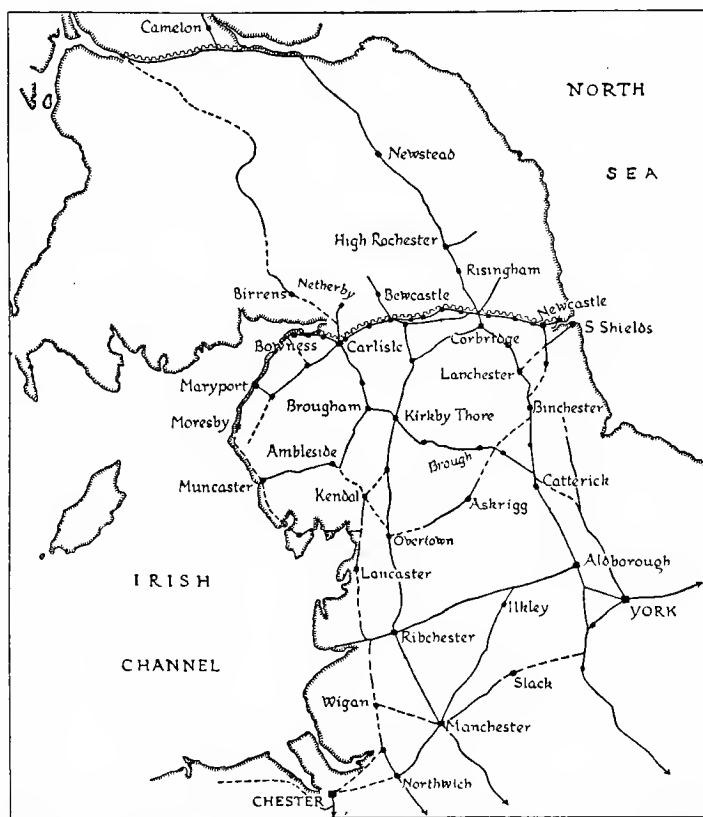 Camelon
NORTH
SEA
Newstead
High Rochester
Risingham
Birrens
Netherby
Bewcastle
Newcastle
S Shields
Bowness
Carlisle
Corbridge
Lanchester
Maryport
Brougham
Kirkby Thore
Binchester
Moresby
Ambleside
Brough
Catterick
Muncaster
Kendal
Askrigg
Overtown
Aldborough
IRISH
Lancaster
Ilkley
YORK
Ribchester
CHANNEL
Slack
Wigan
Manchester
Northwich
CHESTER